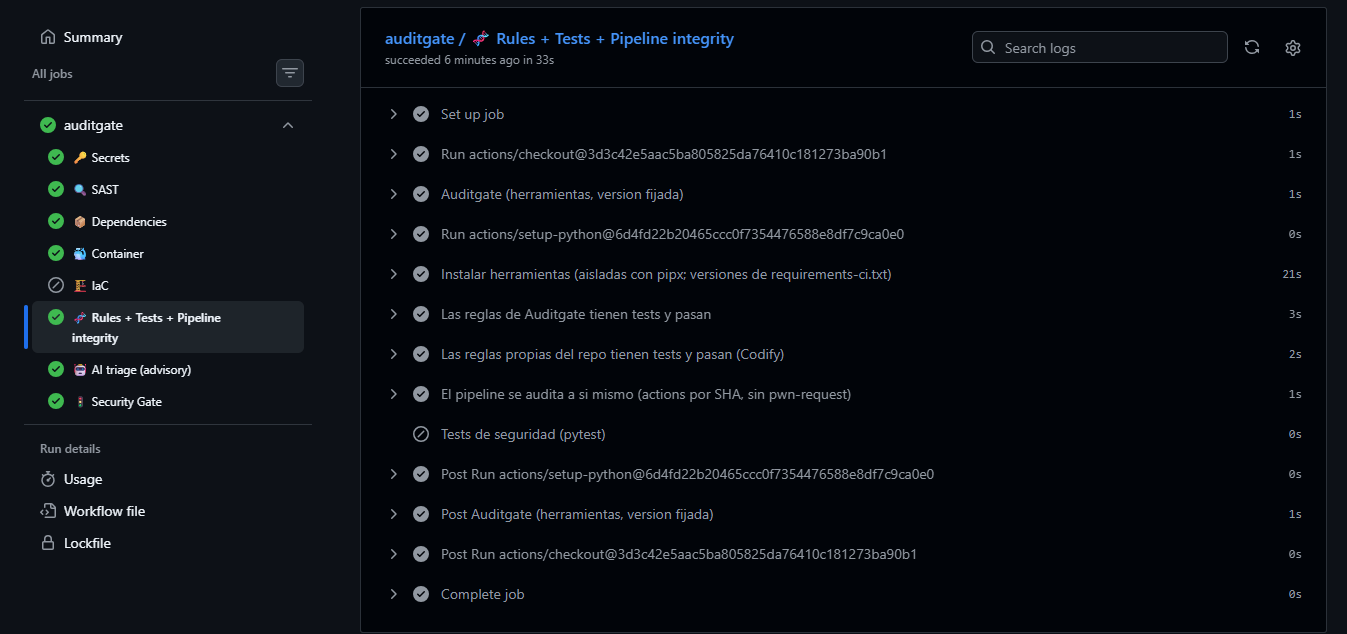 Summary
All jobs
auditgate
Secrets
SAST
Dependencies
Container
IaC
Rules + Tests + Pipeline
integrity
AI triage (advisory)
Security Gate
Run details
Usage
Workflow file
Lockfile
auditgate / Rules + Tests + Pipeline integrity
succeeded 6 minutes ago in 33s
Search logs
Set up job 1s
Run actions/checkout@3d3c42e5aac5ba805825da76410c181273ba90b1 1s
Auditgate (herramientas, version fijada) 1s
Run actions/setup-python@6d4fd22b20465ccc0f7354476588e8df7c9ca0e0 0s
Instalar herramientas (aisladas con pipx; versiones de requirements-ci.txt) 21s
Las reglas de Auditgate tienen tests y pasan 3s
Las reglas propias del repo tienen tests y pasan (Codify) 2s
El pipeline se audita a si mismo (actions por SHA, sin pwn-request) 1s
Tests de seguridad (pytest) 0s
Post Run actions/setup-python@6d4fd22b20465ccc0f7354476588e8df7c9ca0e0 0s
Post Auditgate (herramientas, version fijada) 1s
Post Run actions/checkout@3d3c42e5aac5ba805825da76410c181273ba90b1 0s
Complete job 0s